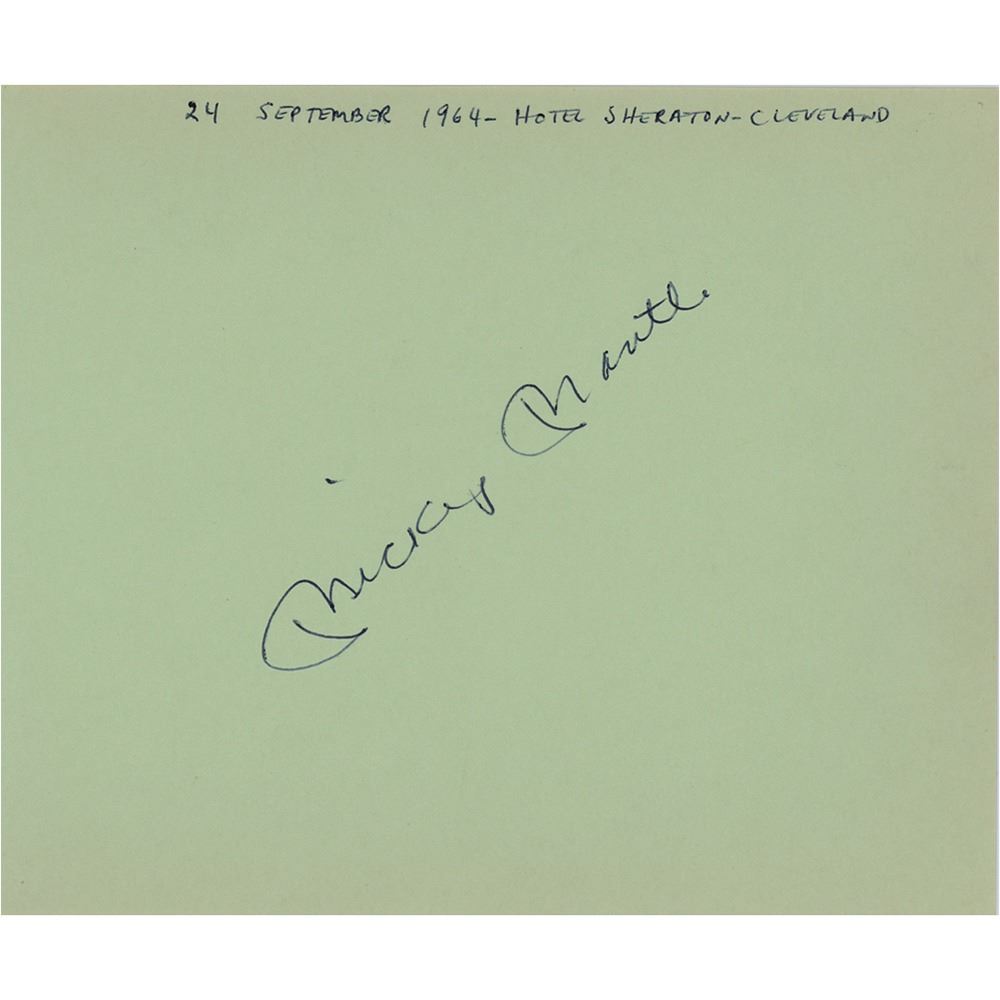 24 SEPTEMBER 1964- HOTEL SHERATON-CLEVELAND
Mickey Mantle